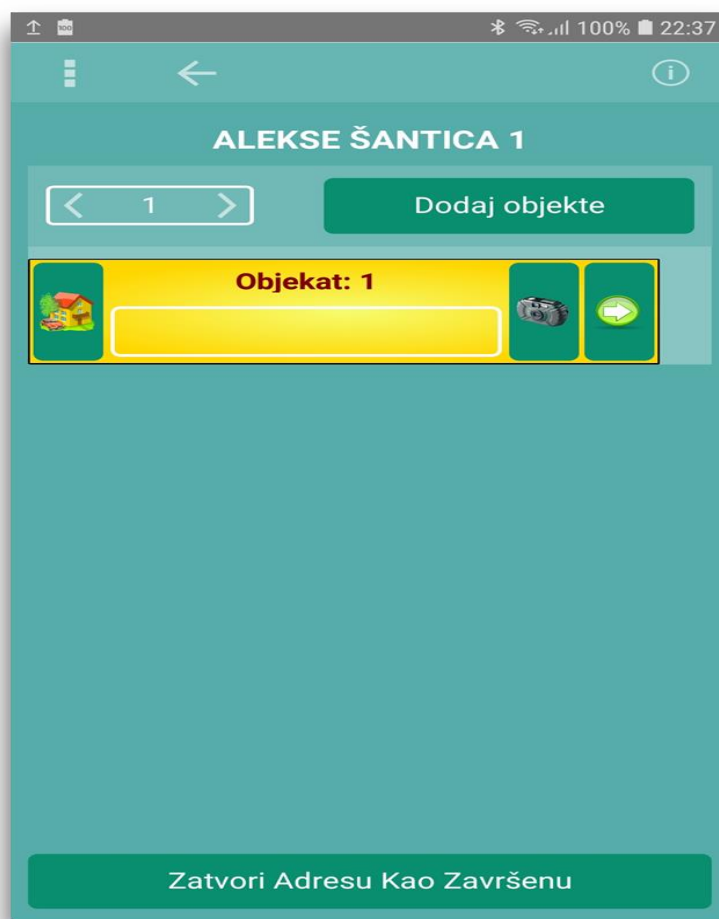 100% 22:37
ALEKSE ŠANTICA 1
1
Dodaj objekte
Objekat: 1
Zatvori Adresu Kao Završenu